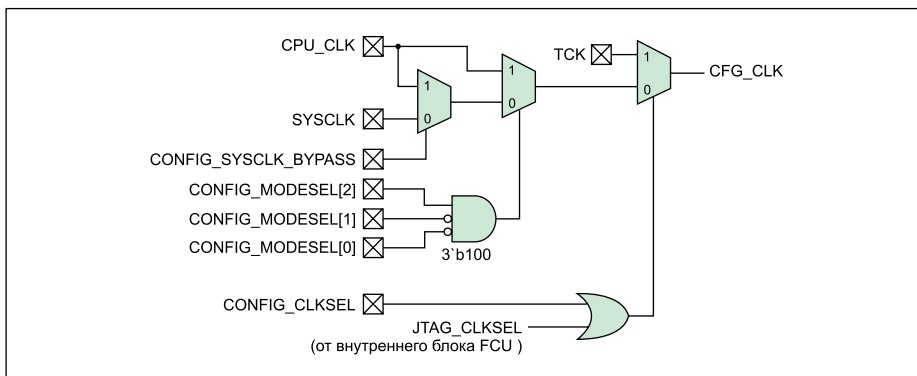 CPU_CLK
TCK
1
1
1
0
CFG_CLK
0
0
SYSCLK
CONFIG_SYSCLK_BYPASS
CONFIG_MODESEL[2]
CONFIG_MODESEL[1]
CONFIG_MODESEL[0]
3`b100
CONFIG_CLKSEL
JTAG_CLKSEL
(от внутреннего блока FCU )